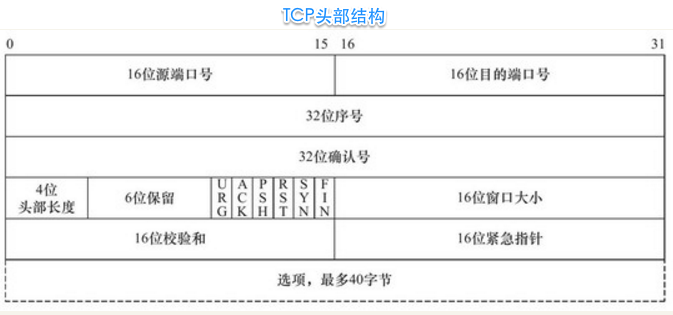 TCP头部结构
0 15 16 31
16位源端口号 16位目的端口号
32位序号
32位确认号
4位
头部长度
6位保留
URG
ACK
PSH
RST
SYN
FIN
16位窗口大小
16位校验和 16位紧急指针
选项，最多40字节